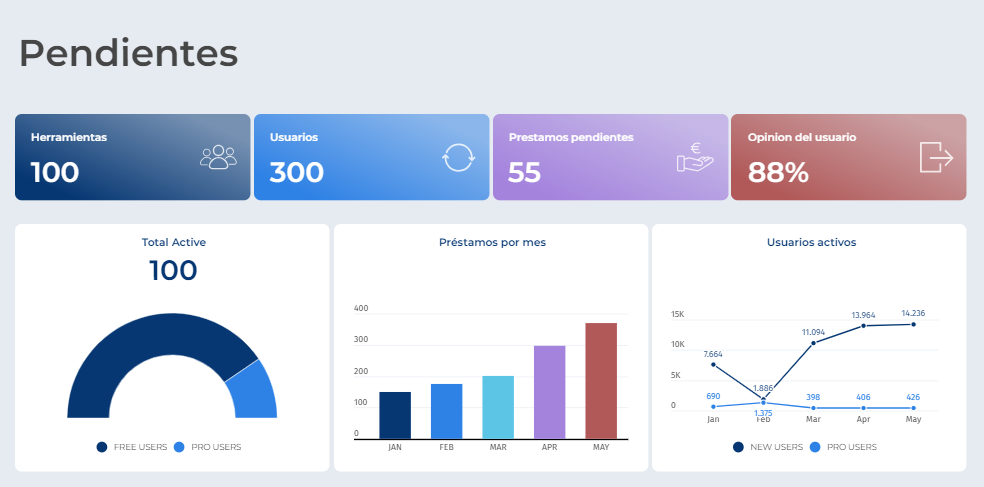 Pendientes
Herramientas
100
Usuarios
300
Prestamos pendientes
55
€
Opinion del usuario
88%
Total Active
100
FREE USERS
PRO USERS
Préstamos por mes
400
300
200
100
0
JAN
FEB
MAR
APR
MAY
Usuarios activos
15K
10K
5K
0
7.664
1.886
11.094
13.964
14.236
690
1.375
398
406
426
Jan
Feb
Mar
Apr
May
NEW USERS
PRO USERS